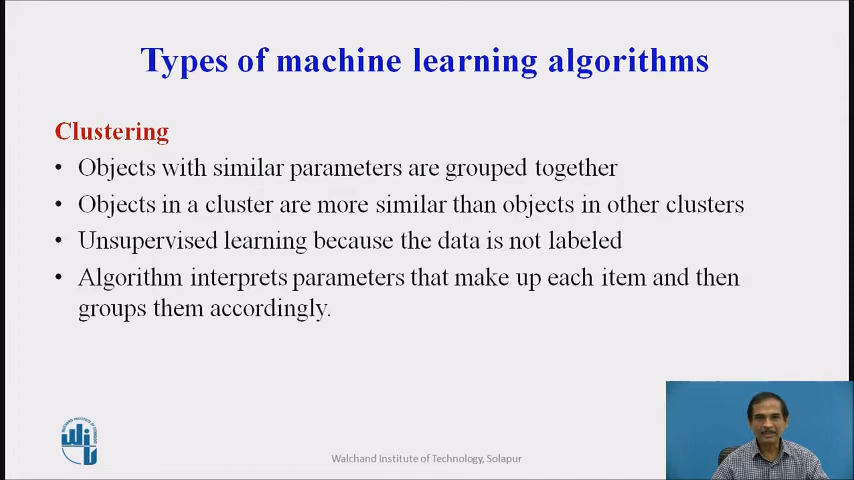 Types of machine learning algorithms
Clustering
• Objects with similar parameters are grouped together
• Objects in a cluster are more similar than objects in other clusters
• Unsupervised learning because the data is not labeled
• Algorithm interprets parameters that make up each item and then
groups them accordingly.
Walchand Institute of Technology, Solapur